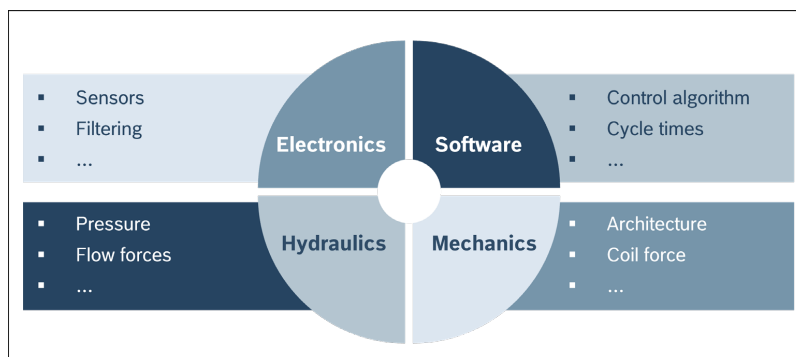 ▪ Sensors
▪ Filtering
▪ ...
Electronics
Software
▪ Control algorithm
▪ Cycle times
▪ ...
▪ Pressure
▪ Flow forces
▪ ...
Hydraulics
Mechanics
▪ Architecture
▪ Coil force
▪ ...